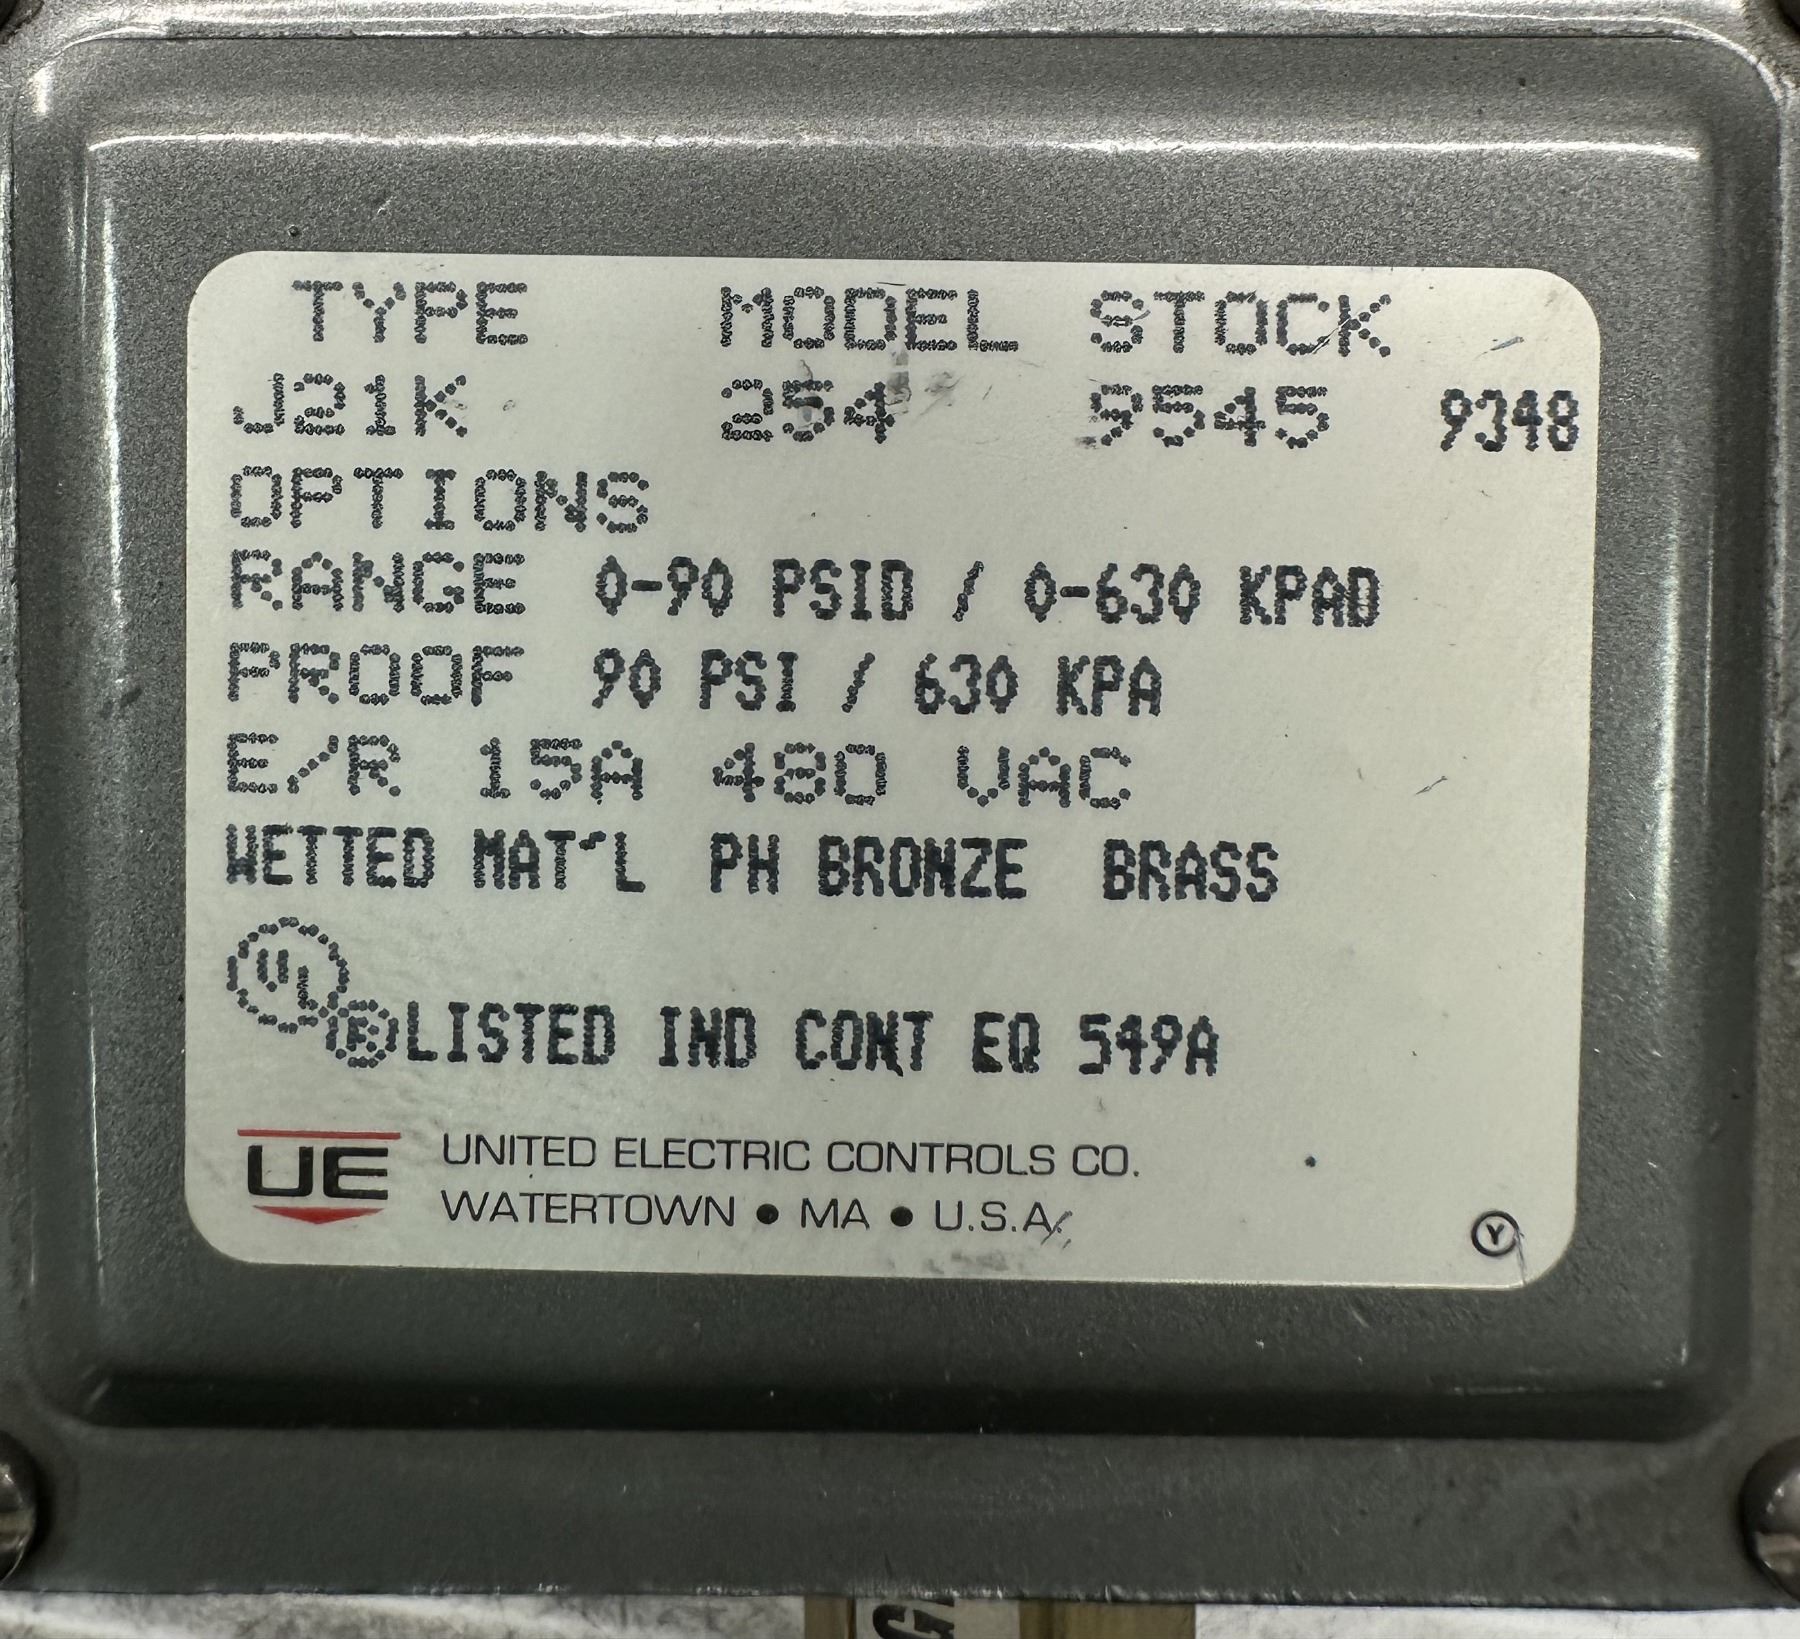 TYPE MODEL STOCK
J21K 254 9545 9348
OPTIONS
RANGE 0-90 PSID / 0-630 KPAD
PROOF 90 PSI / 630 KPA
E/R 15A 480 VAC
WETTED MAT'L PH BRONZE BRASS
UL ® LISTED IND CONT EQ 549A
UE UNITED ELECTRIC CONTROLS CO.
WATERTOWN • MA • U.S.A.
Y